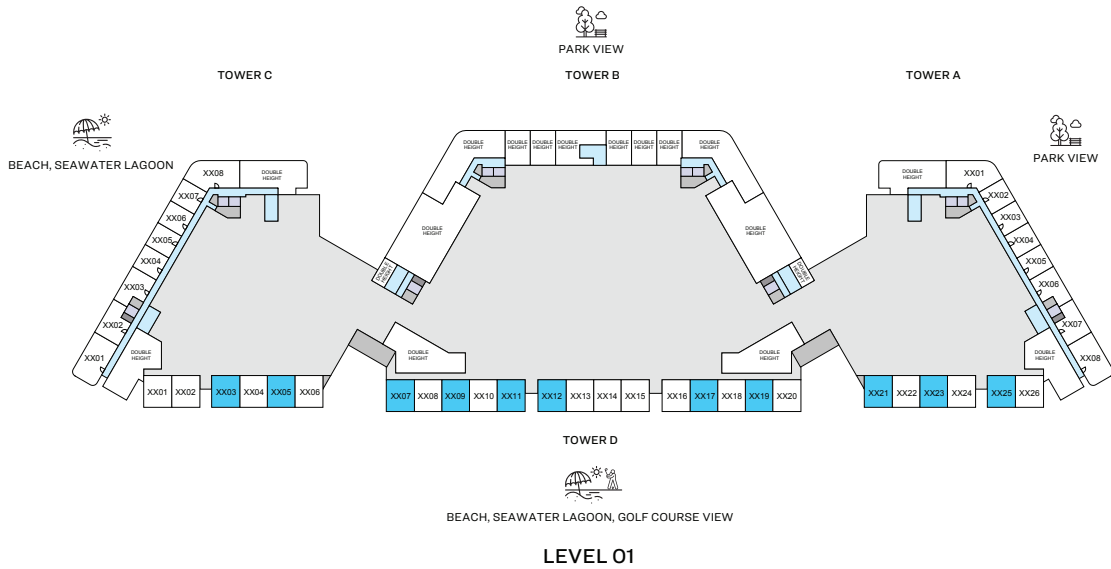 PARK VIEW
TOWER C
TOWER B
TOWER A
BEACH, SEAWATER LAGOON
PARK VIEW
DOUBLE
HEIGHT
DOUBLE
HEIGHT
DOUBLE
HEIGHT
DOUBLE
HEIGHT
DOUBLE
HEIGHT
DOUBLE
HEIGHT
DOUBLE
HEIGHT
DOUBLE
HEIGHT
XX08
DOUBLE
HEIGHT
XX07
XX06
XX05
XX04
XX03
XX02
XX01
DOUBLE
HEIGHT
DOUBLE
HEIGHT
DOUBLE
HEIGHT
DOUBLE
HEIGHT
DOUBLE
HEIGHT
DOUBLE
HEIGHT
XX01
XX02
XX03
XX04
XX05
XX06
XX07
XX08
DOUBLE
HEIGHT
DOUBLE
HEIGHT
DOUBLE
HEIGHT
XX01
XX02
XX03
XX04
XX05
XX06
XX07
XX08
XX09
XX10
XX11
XX12
XX13
XX14
XX15
XX16
XX17
XX18
XX19
XX20
XX21
XX22
XX23
XX24
XX25
XX26
TOWER D
BEACH, SEAWATER LAGOON, GOLF COURSE VIEW
LEVEL 01